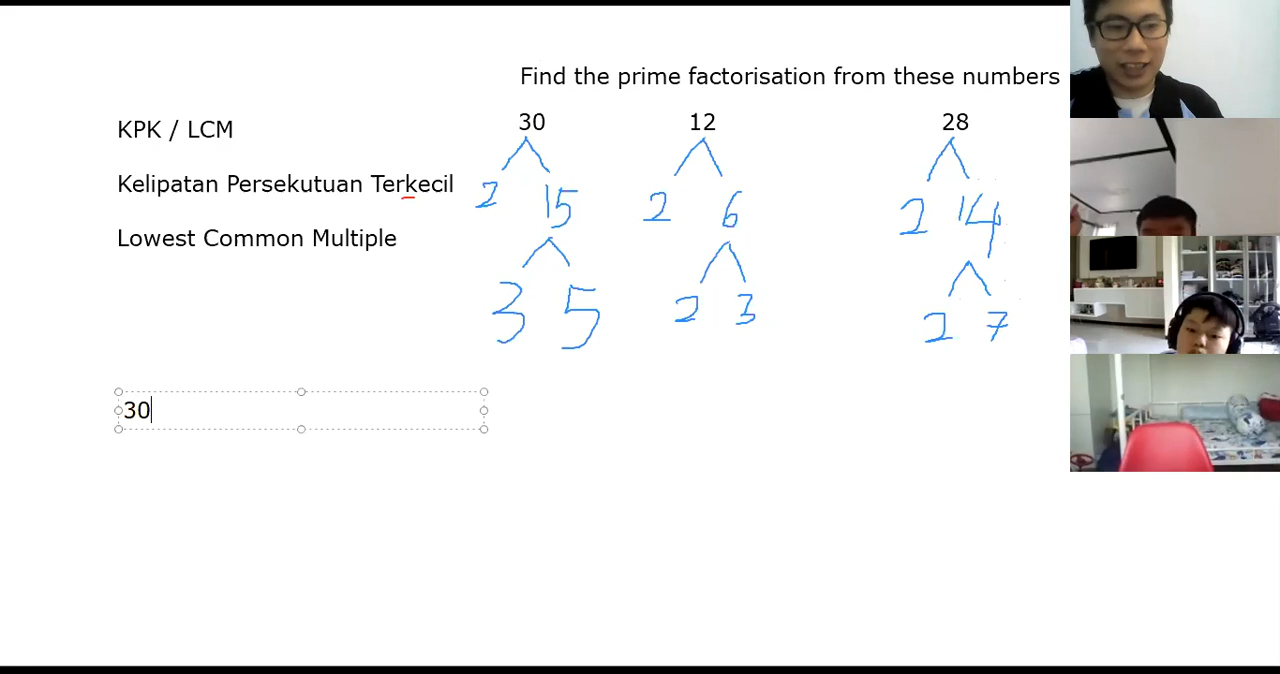 Find the prime factorisation from these numbers
KPK / LCM
30 12 28
Kelipatan Persekutuan Terkecil
2 15 2 6 2 14
Lowest Common Multiple
3 5 2 3 2 7
30